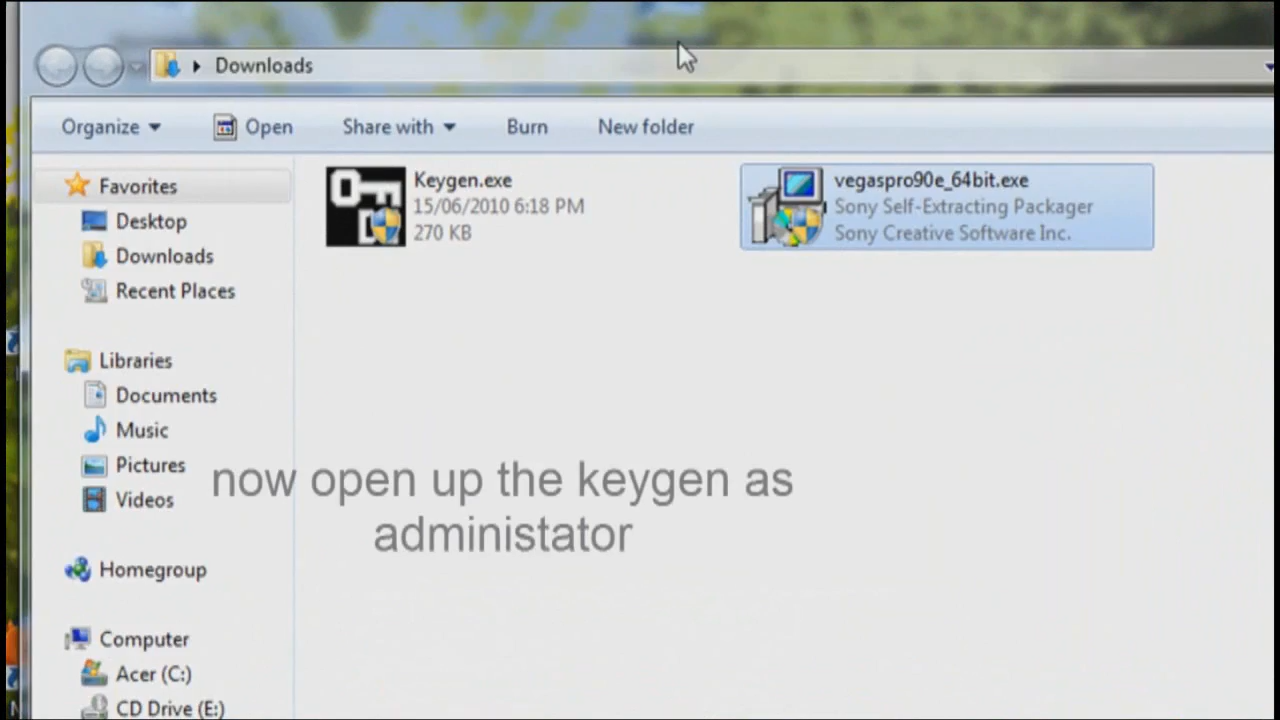 Downloads
Organize
Open
Share with
Burn
New folder
Favorites
Desktop
Downloads
Recent Places
Libraries
Documents
Music
Pictures
Videos
Homegroup
Computer
Acer (C:)
CD Drive (E:)
Keygen.exe
15/06/2010 6:18 PM
270 KB
vegaspro90e_64bit.exe
Sony Self-Extracting Packager
Sony Creative Software Inc.
now open up the keygen as
administator